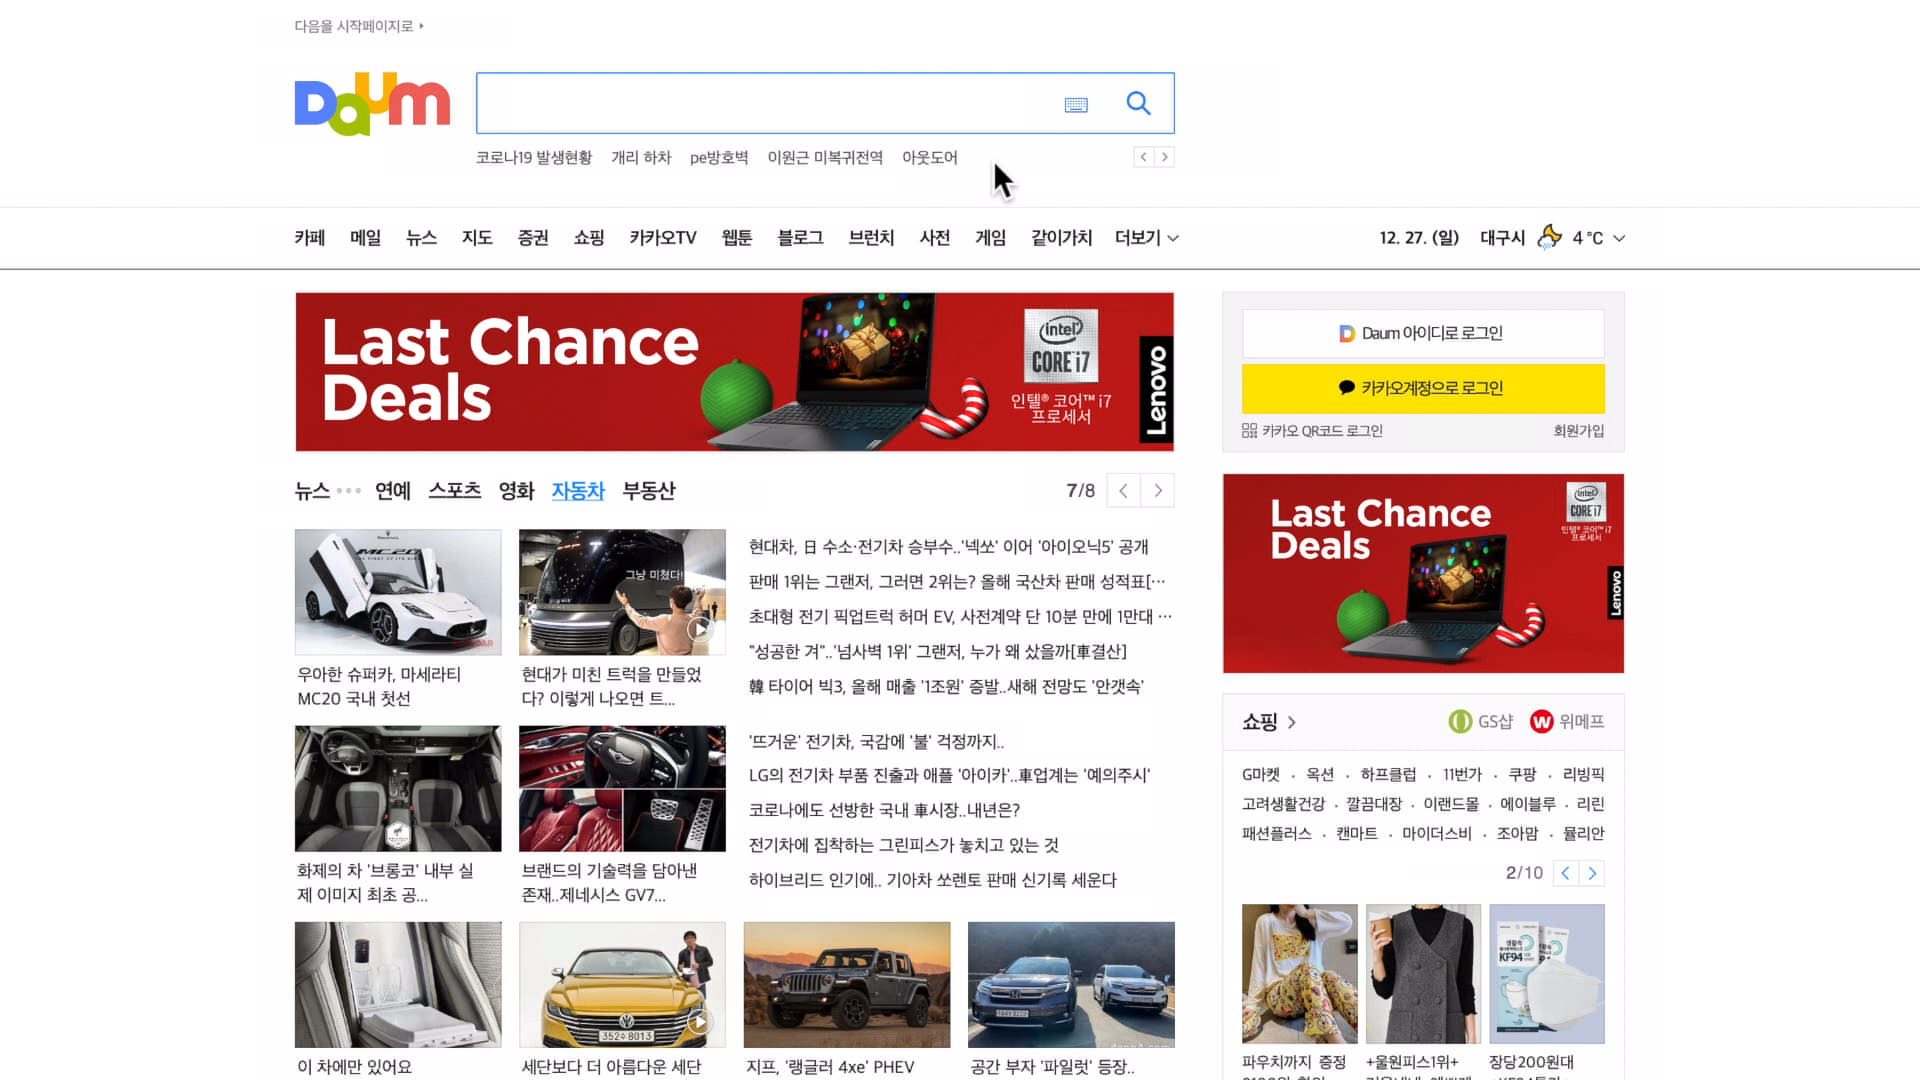 다음을 시작페이지로
Daum
코로나19 발생현황 개리 하차 pe방호벽 이원근 미복귀전역 아웃도어
카페 메일 뉴스 지도 증권 쇼핑 카카오TV 웹툰 블로그 브런치 사전 게임 같이가치 더보기
12. 27. (일) 대구시 4 °C
Last Chance
Deals
intel
CORE i7
인텔® 코어™ i7
프로세서
Lenovo
Daum 아이디로 로그인
카카오계정으로 로그인
카카오 QR코드 로그인 회원가입
뉴스 연예 스포츠 영화 자동차 부동산
7/8
MC20
우아한 슈퍼카, 마세라티
MC20 국내 첫선
그냥 미쳤다!
현대가 미친 트럭을 만들었
다? 이렇게 나오면 트...
현대차, 日 수소·전기차 승부수..'넥쏘' 이어 '아이오닉5' 공개
판매 1위는 그랜저, 그러면 2위는? 올해 국산차 판매 성적표[…
초대형 전기 픽업트럭 허머 EV, 사전계약 단 10분 만에 1만대 …
"성공한 겨"..'넘사벽 1위' 그랜저, 누가 왜 샀을까[車결산]
韓 타이어 빅3, 올해 매출 '1조원' 증발..새해 전망도 '안갯속'
화제의 차 '브롱코' 내부 실
제 이미지 최초 공...
브랜드의 기술력을 담아낸
존재..제네시스 GV7...
'뜨거운' 전기차, 국감에 '불' 걱정까지..
LG의 전기차 부품 진출과 애플 '아이카'..車업계는 '예의주시'
코로나에도 선방한 국내 車시장..내년은?
전기차에 집착하는 그린피스가 놓치고 있는 것
하이브리드 인기에.. 기아차 쏘렌토 판매 신기록 세운다
352수 8013
이 차에만 있어요
세단보다 더 아름다운 세단
지프, '랭글러 4xe' PHEV
공간 부자 '파일럿' 등장..
Last Chance
Deals
intel
CORE i7
인텔® 코어™ i7
프로세서
Lenovo
쇼핑 GS샵 위메프
G마켓 · 옥션 · 하프클럽 · 11번가 · 쿠팡 · 리빙픽
고려생활건강 · 깔끔대장 · 이랜드몰 · 에이블루 · 리린
패션플러스 · 캔마트 · 마이더스비 · 조아맘 · 뮬리안
2/10
KF94
파우치까지 증정
+울원피스1위+
장당200원대